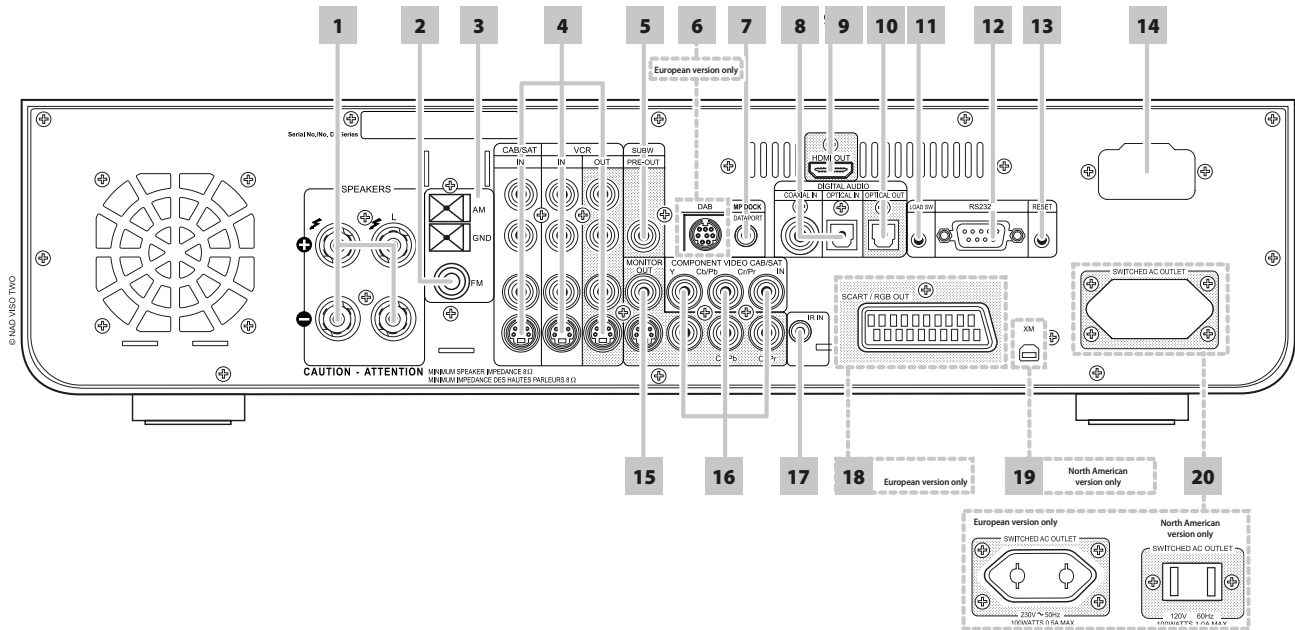 1 2 3 4 5 6 7 8 9 10 11 12 13 14
European version only
Serial No./No. De Series
CAB/SAT VCR SUBW
IN IN OUT PRE-OUT
HDMI OUT
DIGITAL AUDIO
COAXIAL IN OPTICAL IN OPTICAL OUT
LOAD SW RS232 RESET
SPEAKERS
L
AM
GND
FM
DAB MP DOCK
DATAPORT
MONITOR OUT
COMPONENT VIDEO CAB/SAT
Y Cb/Pb Cr/Pr IN
IR IN
SCART / RGB OUT
XM
SWITCHED AC OUTLET
© NAD VISO TWO
CAUTION - ATTENTION
MINIMUM SPEAKER IMPEDANCE 8Ω
MINIMUM IMPEDANCE DES HAUTES PARLEURS 8Ω
15 16 17 18 19 20
European version only
North American
version only
European version only
SWITCHED AC OUTLET
230V ~ 50Hz
100WATTS 0.5A MAX
North American
version only
SWITCHED AC OUTLET
120V 60Hz
100WATTS 1.0A MAX